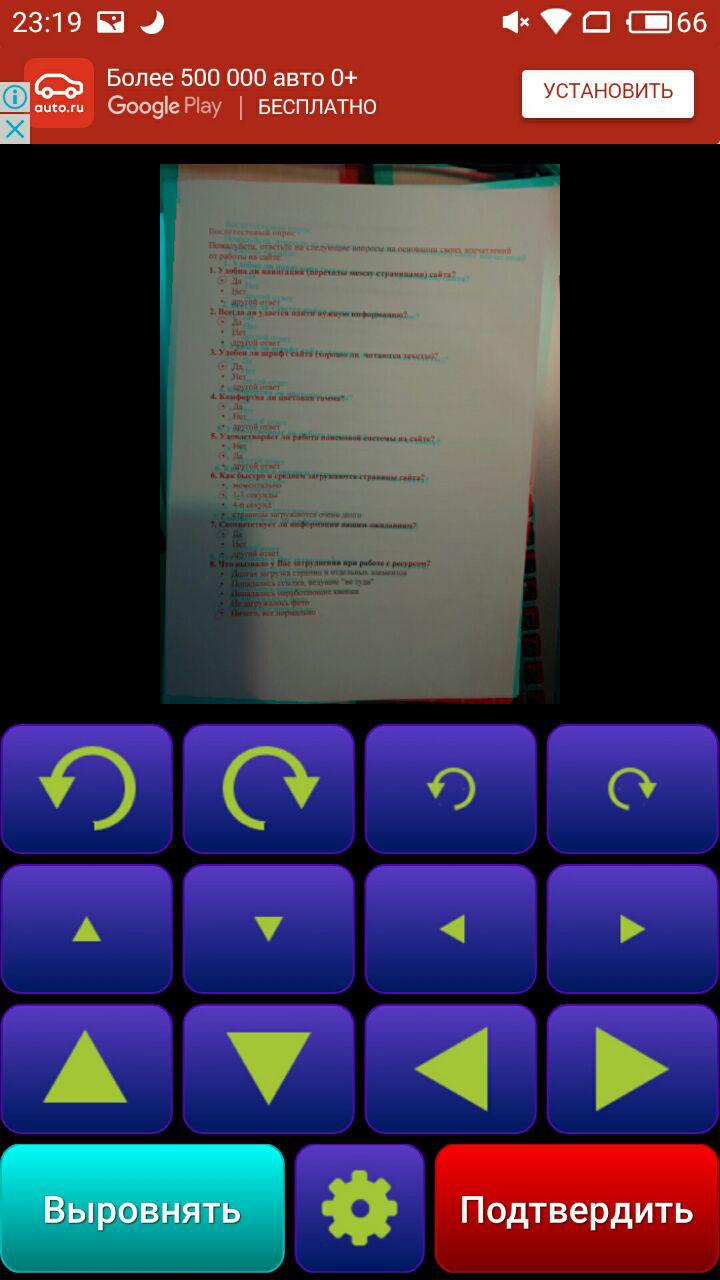 23:19
66
Более 500 000 авто 0+
auto.ru
Google Play | БЕСПЛАТНО
УСТАНОВИТЬ
Послетестовый опрос
Пожалуйста, ответьте на следующие вопросы на основании своих впечатлений
от работы на сайте.
1. Удобна ли навигация (переходы между страницами) сайта?
Да
Нет
другой ответ
2. Всегда ли удается найти нужную информацию?
Да
Нет
другой ответ
3. Удобен ли шрифт сайта (хорошо ли читаются тексты)?
Да
Нет
другой ответ
4. Комфортна ли цветовая гамма?
Да
Нет
другой ответ
5. Удовлетворяет ли работа поисковой системы на сайте?
Нет
Да
другой ответ
6. Как быстро в среднем загружаются страницы сайта?
моментально
1-3 секунды
4-6 секунд
страницы загружаются очень долго
7. Соответствует ли информация вашим ожиданиям?
Да
Нет
другой ответ
8. Что вызвало у Вас затруднения при работе с ресурсом?
Долгая загрузка страниц и отдельных элементов
Попадались ссылки, ведущие "не туда"
Попадались неработающие кнопки
Не загружалось фото
Ничего, все нормально
Выровнять
Подтвердить